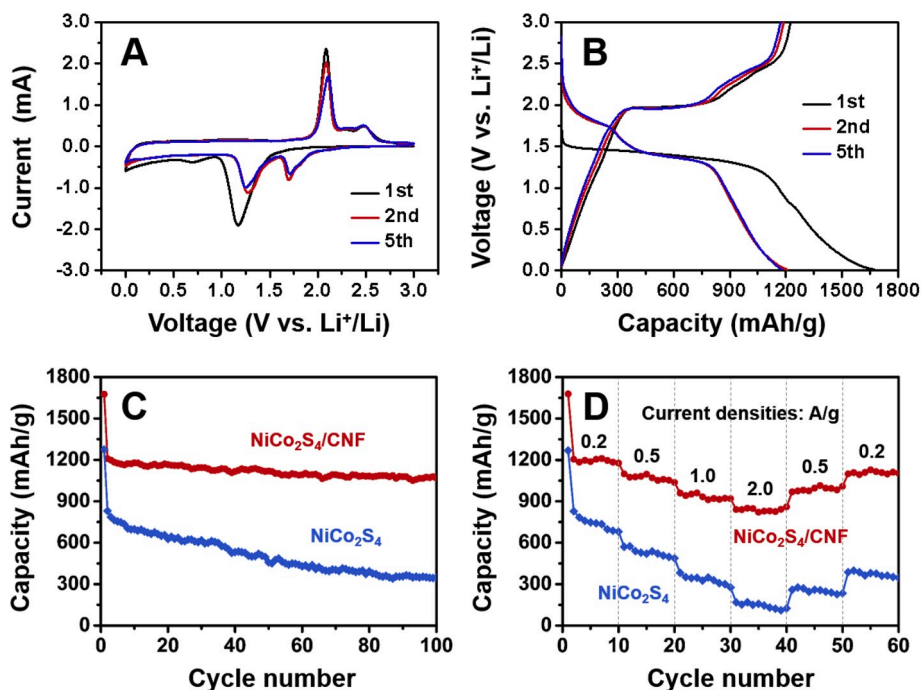 A
3.0
2.0
1.0
0.0
-1.0
-2.0
-3.0
Current (mA)
1st
2nd
5th
0.0 0.5 1.0 1.5 2.0 2.5 3.0
Voltage (V vs. Li⁺/Li)
B
3.0
2.5
2.0
1.5
1.0
0.5
0.0
Voltage (V vs. Li⁺/Li)
1st
2nd
5th
0 300 600 900 1200 1500 1800
Capacity (mAh/g)
C
1800
1500
1200
900
600
300
0
Capacity (mAh/g)
NiCo₂S₄/CNF
NiCo₂S₄
0 20 40 60 80 100
Cycle number
D
1800
1500
1200
900
600
300
0
Capacity (mAh/g)
Current densities: A/g
0.2 0.5 1.0 2.0 0.5 0.2
NiCo₂S₄/CNF
NiCo₂S₄
0 10 20 30 40 50 60
Cycle number